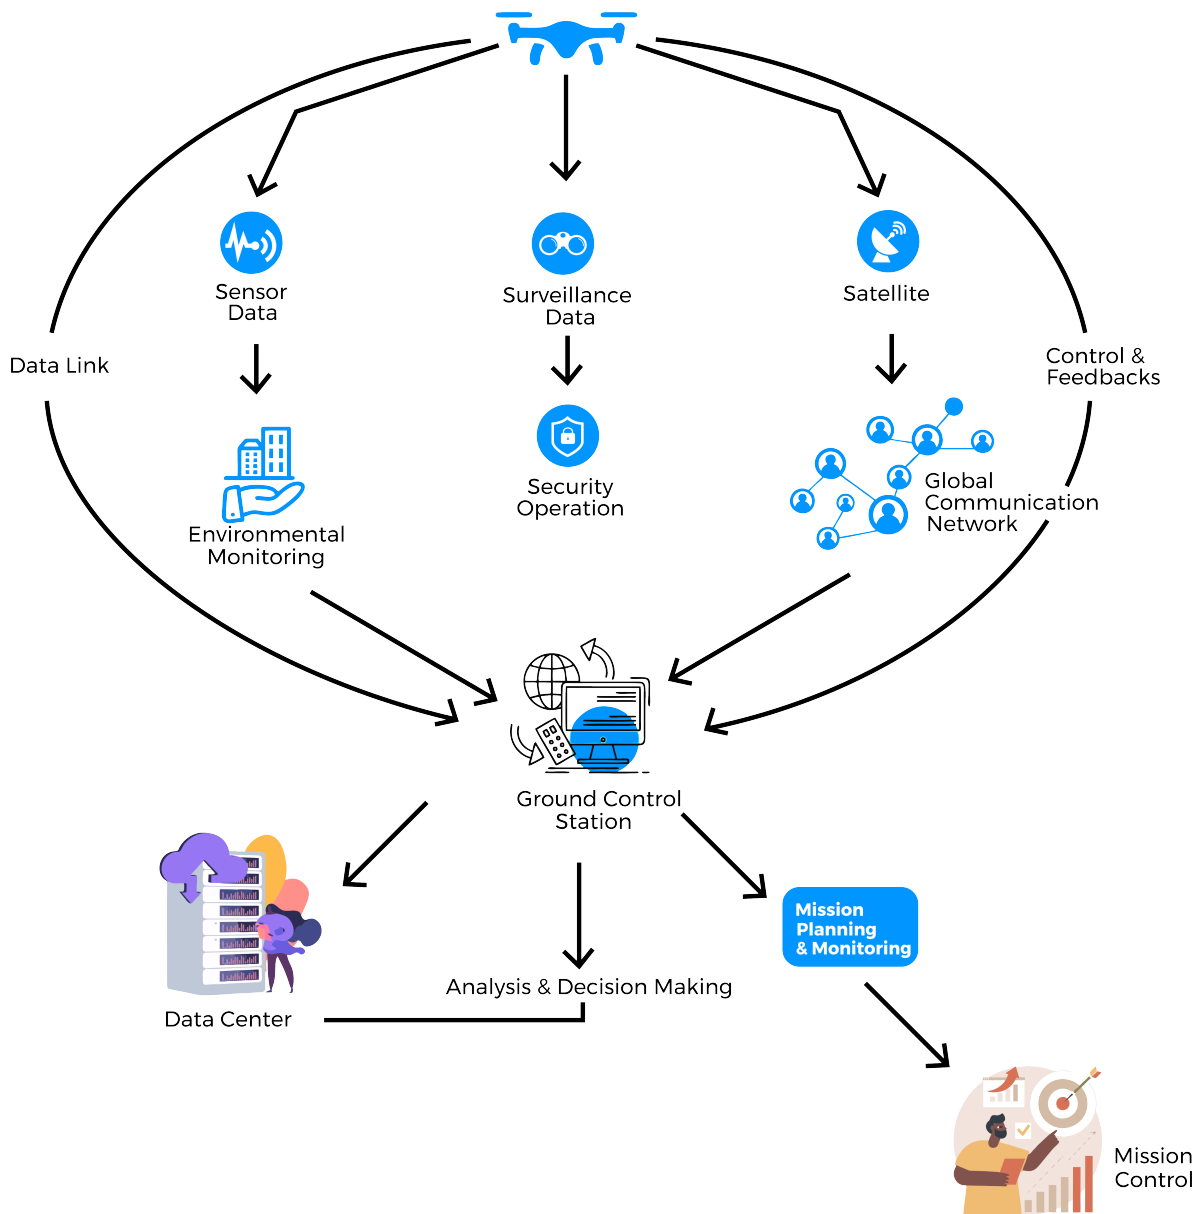 Sensor
Data
Surveillance
Data
Satellite
Data Link
Control &
Feedbacks
Environmental
Monitoring
Security
Operation
Global
Communication
Network
Ground Control
Station
Mission
Planning
& Monitoring
Analysis & Decision Making
Data Center
Mission
Control